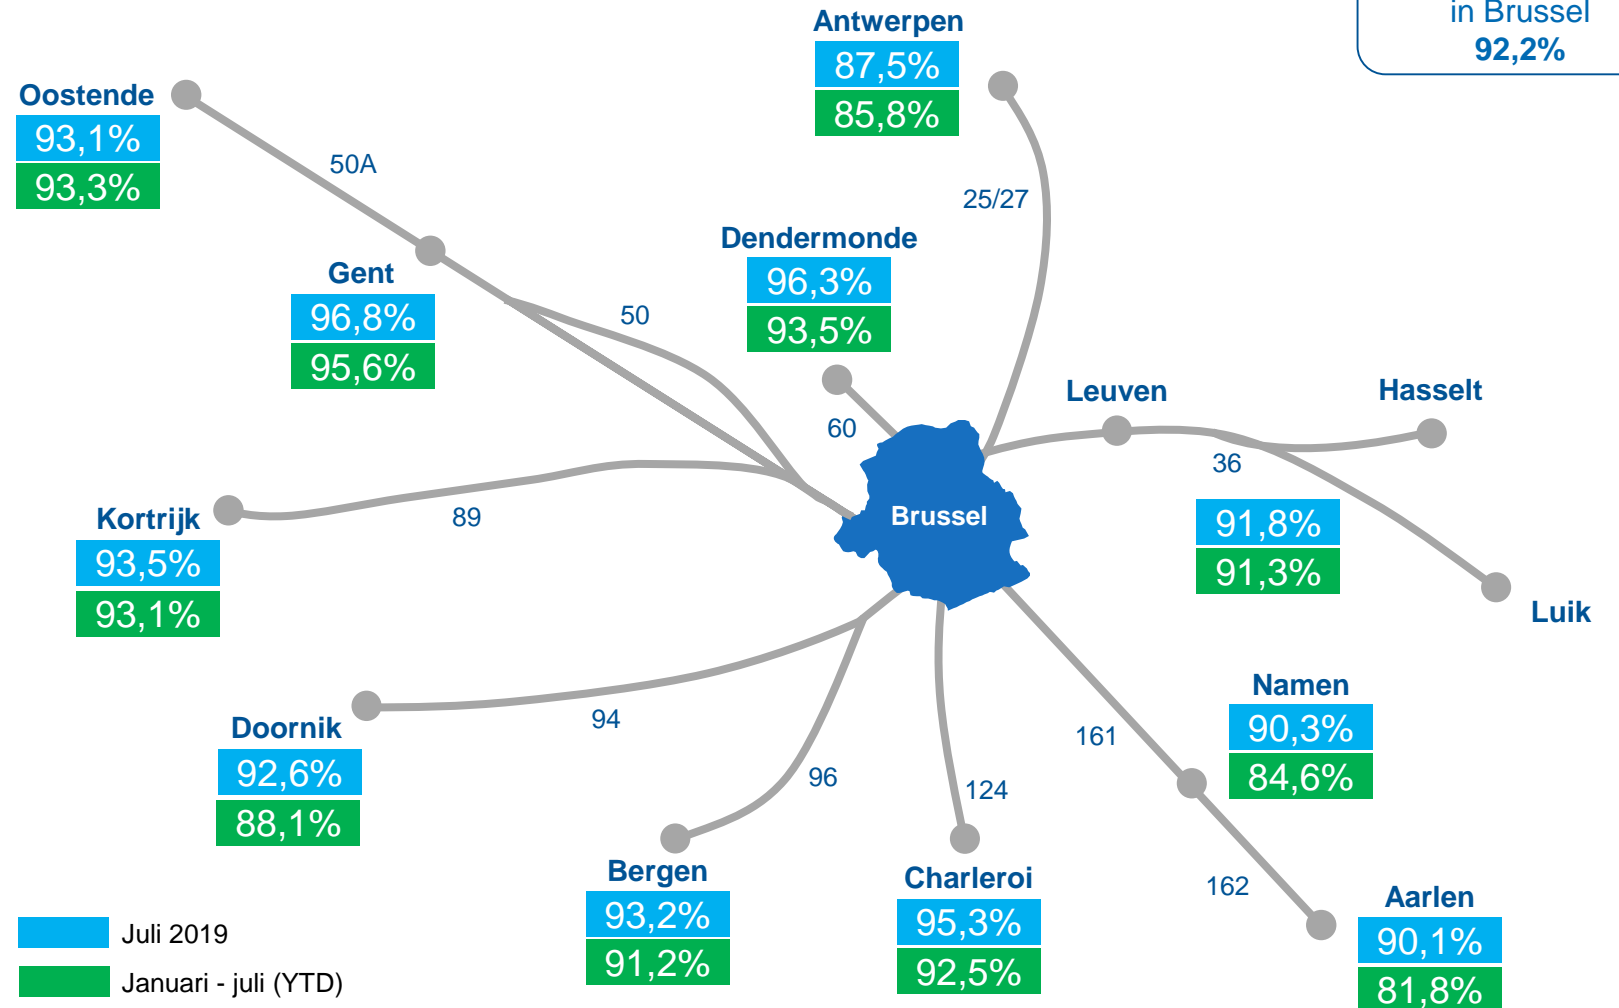 in Brussel
92,2%
Antwerpen
87,5%
85,8%
Oostende
93,1%
93,3%
50A
25/27
Dendermonde
96,3%
93,5%
Gent
96,8%
95,6%
50
60
Leuven
Hasselt
36
91,8%
91,3%
Luik
Brussel
Kortrijk
93,5%
93,1%
89
Doornik
92,6%
88,1%
94
96
124
161
Namen
90,3%
84,6%
Bergen
93,2%
91,2%
Charleroi
95,3%
92,5%
162
Aarlen
90,1%
81,8%
Juli 2019
Januari - juli (YTD)